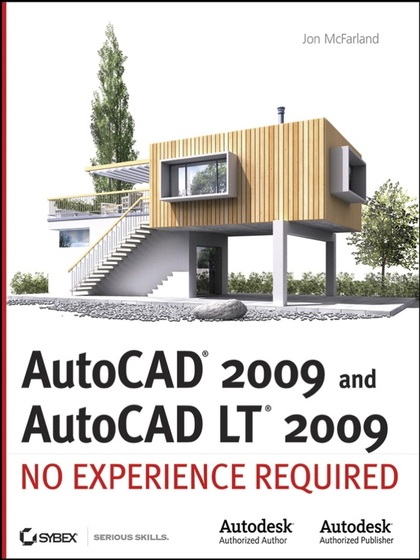 Jon McFarland
AutoCAD® 2009 and
AutoCAD LT® 2009
NO EXPERIENCE REQUIRED
SYBEX
SERIOUS SKILLS.
Autodesk®
Authorized Author
Autodesk®
Authorized Publisher